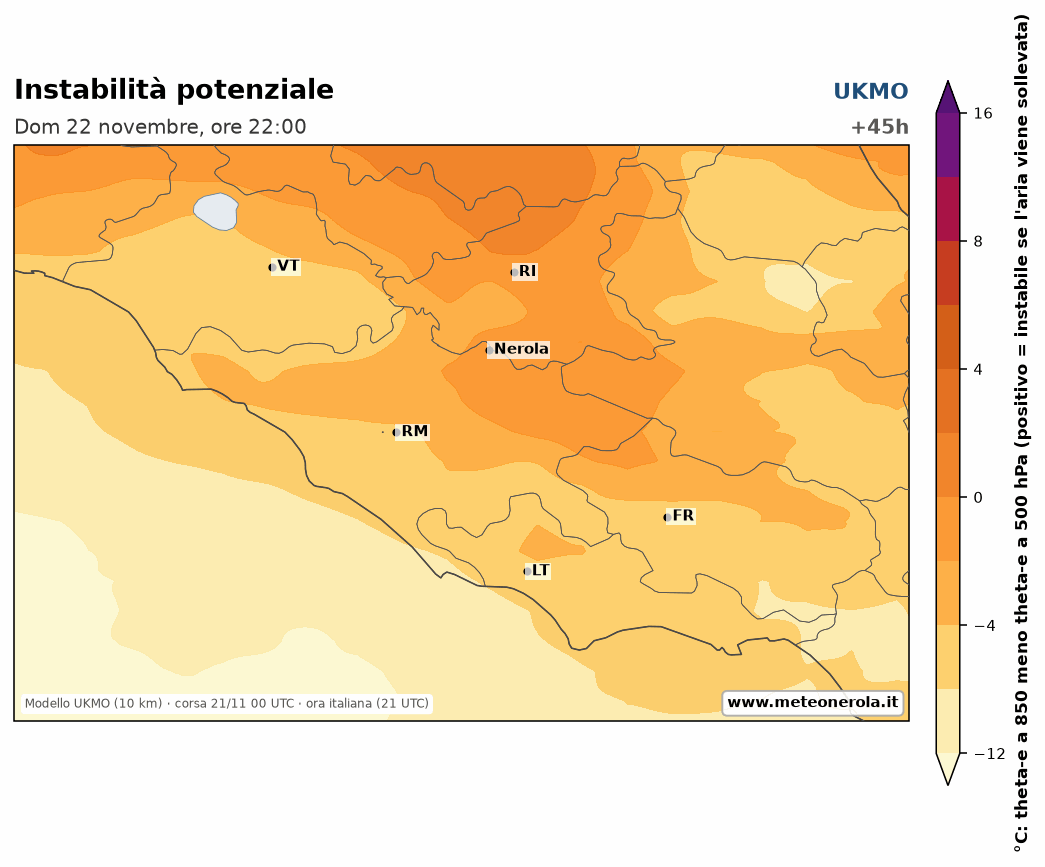 Instabilità potenziale
UKMO
Dom 22 novembre, ore 22:00
+45h
VT
RI
Nerola
RM
FR
LT
Modello UKMO (10 km) · corsa 21/11 00 UTC · ora italiana (21 UTC)
www.meteonerola.it
16
8
4
0
−4
−12
°C: theta-e a 850 meno theta-e a 500 hPa (positivo = instabile se l'aria viene sollevata)